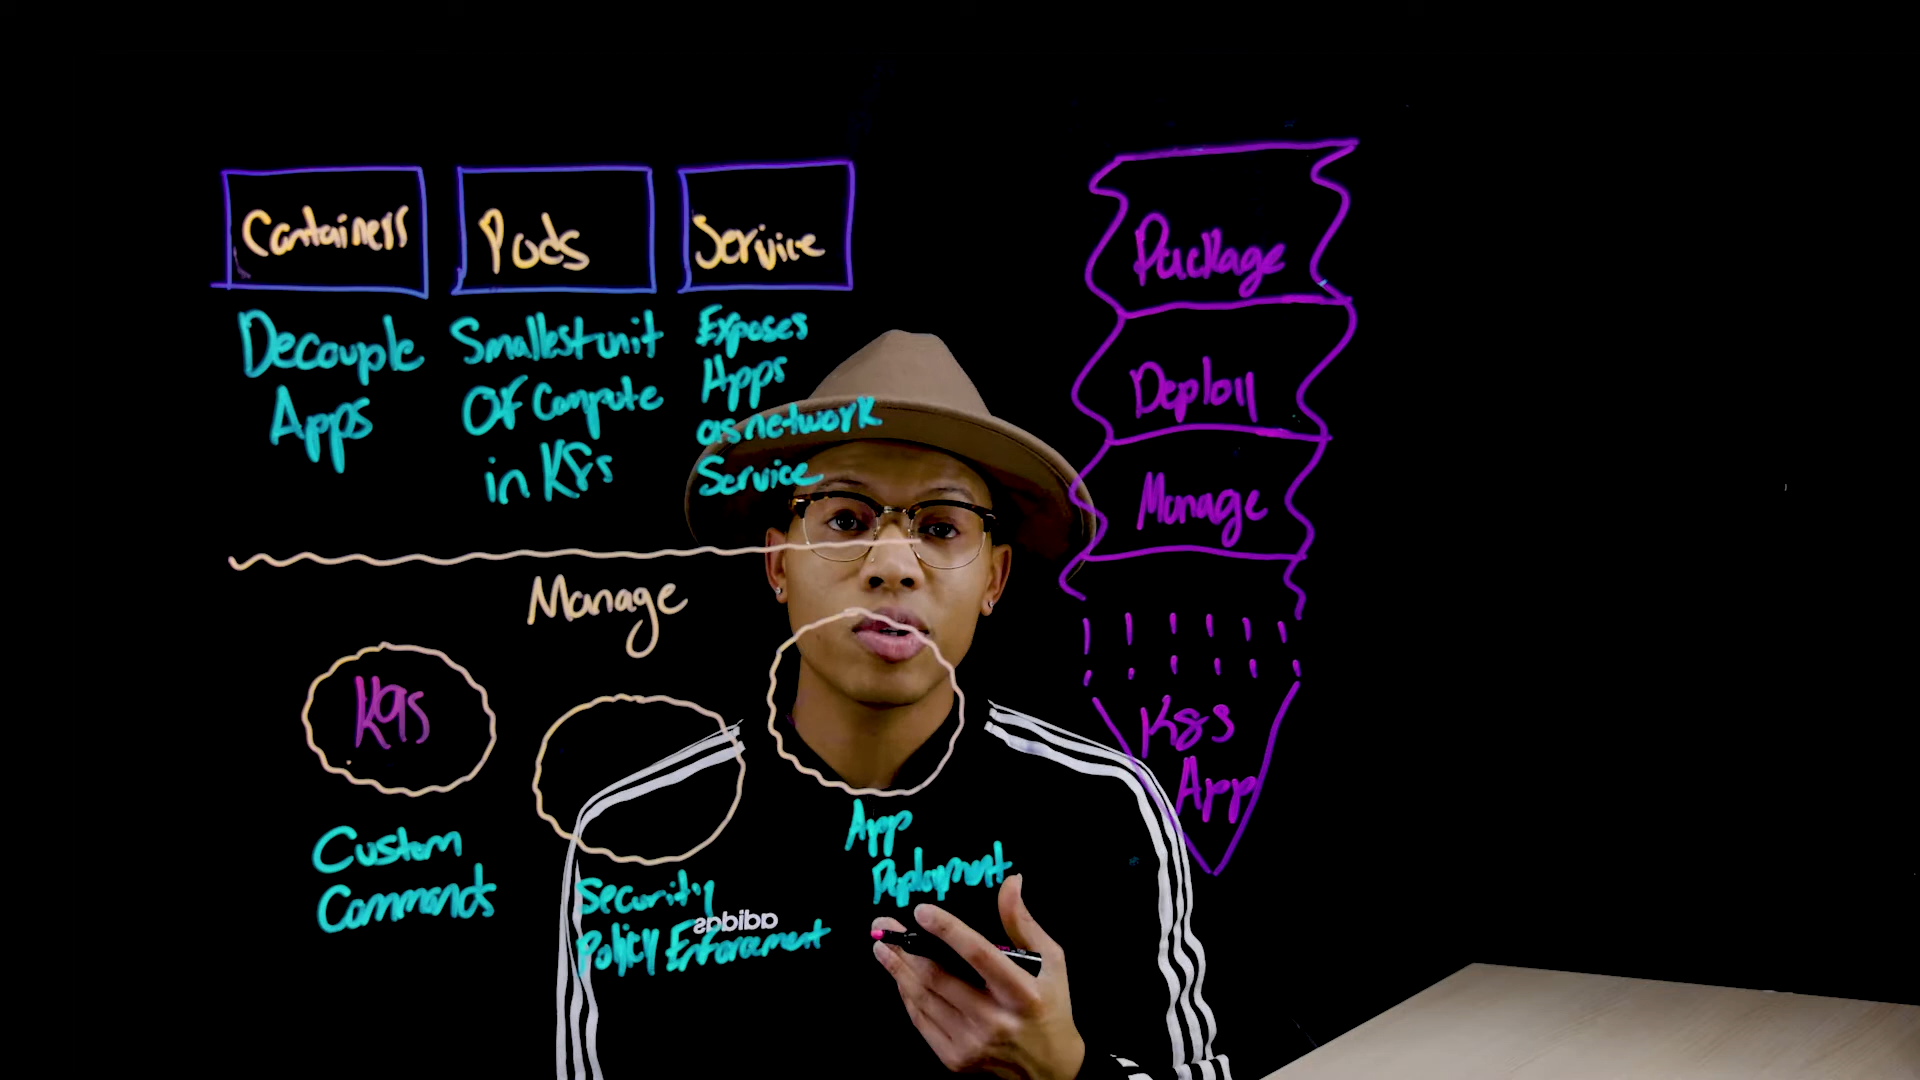 Containers
Decouple
Apps
Pods
Smallest unit
Of Compute
in K8s
Service
Exposes
Apps
as network
Service
Manage
K9s
Custom
Commands
Security
Policy Enforcement
App
Deployment
adidas
Package
Deploy
Manage
K8s
App